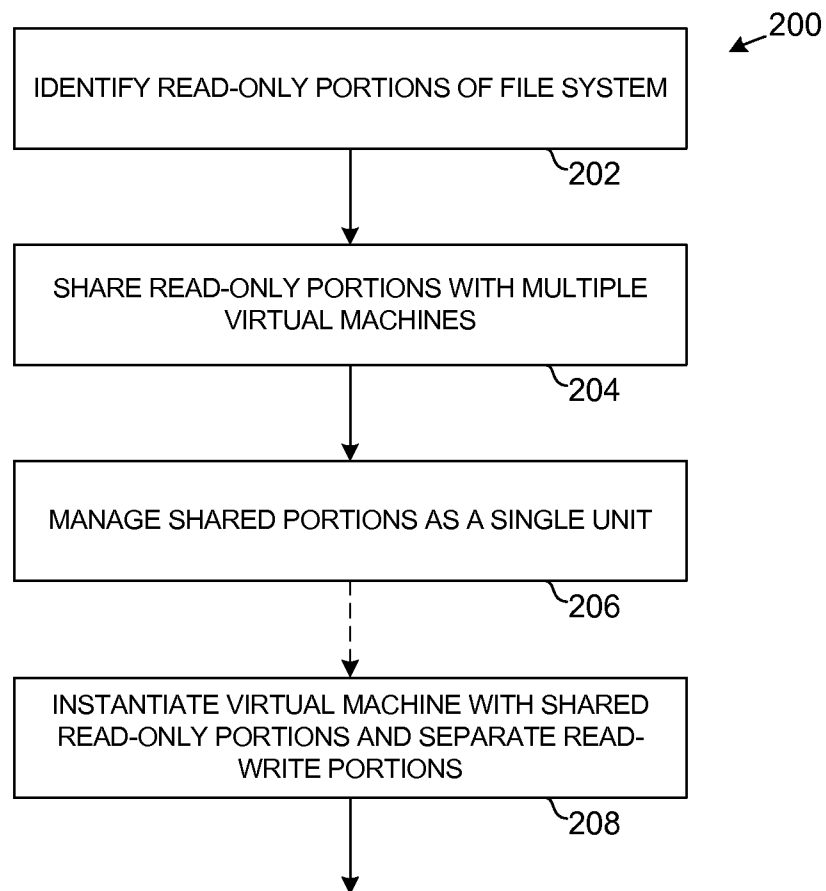 200
IDENTIFY READ-ONLY PORTIONS OF FILE SYSTEM
202
SHARE READ-ONLY PORTIONS WITH MULTIPLE
VIRTUAL MACHINES
204
MANAGE SHARED PORTIONS AS A SINGLE UNIT
206
INSTANTIATE VIRTUAL MACHINE WITH SHARED
READ-ONLY PORTIONS AND SEPARATE READ-
WRITE PORTIONS
208